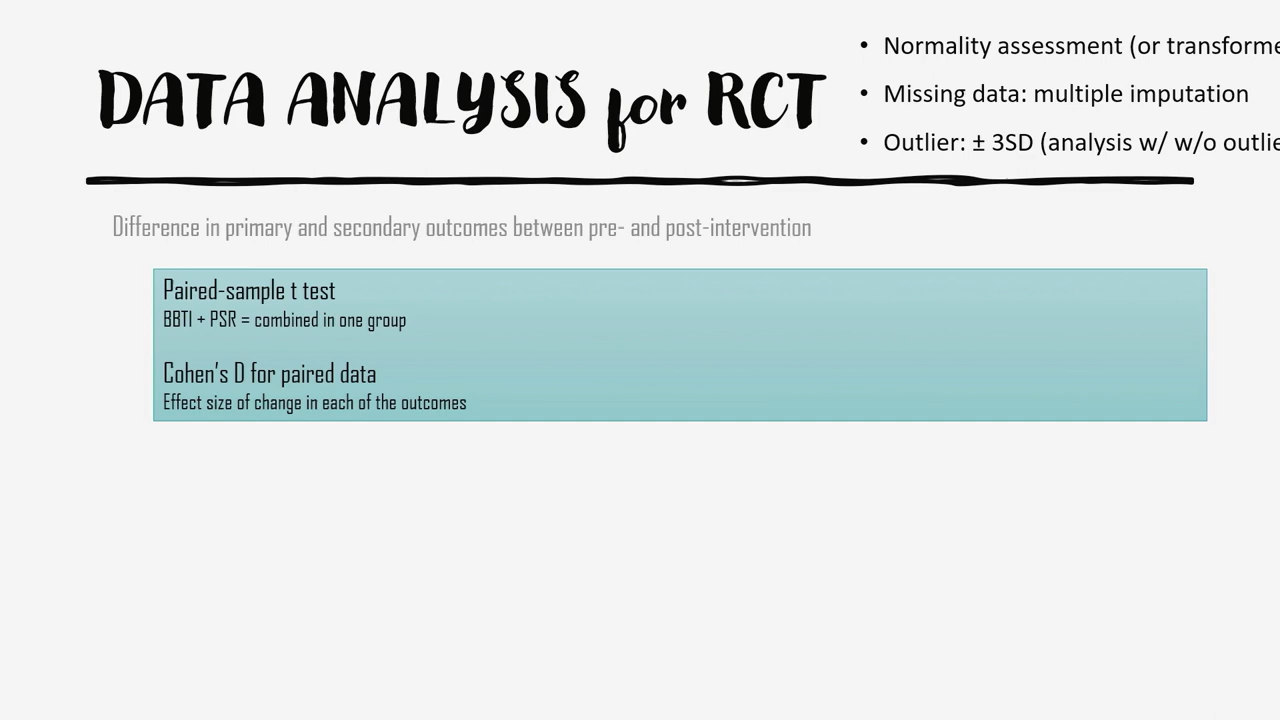 DATA ANALYSIS for RCT
• Normality assessment (or transforme
• Missing data: multiple imputation
• Outlier: ± 3SD (analysis w/ w/o outlie
Difference in primary and secondary outcomes between pre- and post-intervention
Paired-sample t test
BBTI + PSR = combined in one group
Cohen's D for paired data
Effect size of change in each of the outcomes